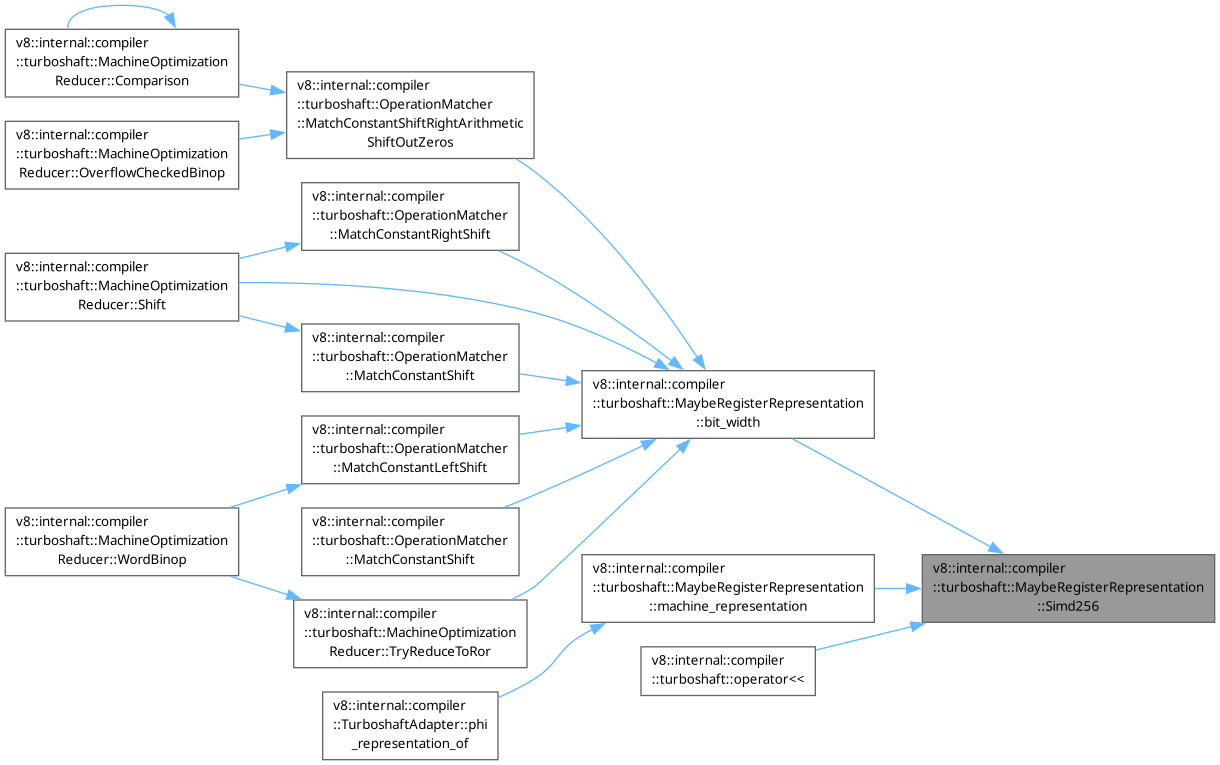 v8::internal::compiler
::turboshaft::MachineOptimization
Reducer::Comparison
v8::internal::compiler
::turboshaft::OperationMatcher
::MatchConstantShiftRightArithmetic
ShiftOutZeros
v8::internal::compiler
::turboshaft::MachineOptimization
Reducer::OverflowCheckedBinop
v8::internal::compiler
::turboshaft::OperationMatcher
::MatchConstantRightShift
v8::internal::compiler
::turboshaft::MachineOptimization
Reducer::Shift
v8::internal::compiler
::turboshaft::OperationMatcher
::MatchConstantShift
v8::internal::compiler
::turboshaft::MaybeRegisterRepresentation
::bit_width
v8::internal::compiler
::turboshaft::OperationMatcher
::MatchConstantLeftShift
v8::internal::compiler
::turboshaft::MachineOptimization
Reducer::WordBinop
v8::internal::compiler
::turboshaft::OperationMatcher
::MatchConstantShift
v8::internal::compiler
::turboshaft::MaybeRegisterRepresentation
::machine_representation
v8::internal::compiler
::turboshaft::MaybeRegisterRepresentation
::Simd256
v8::internal::compiler
::turboshaft::MachineOptimization
Reducer::TryReduceToRor
v8::internal::compiler
::turboshaft::operator<<
v8::internal::compiler
::TurboshaftAdapter::phi
_representation_of